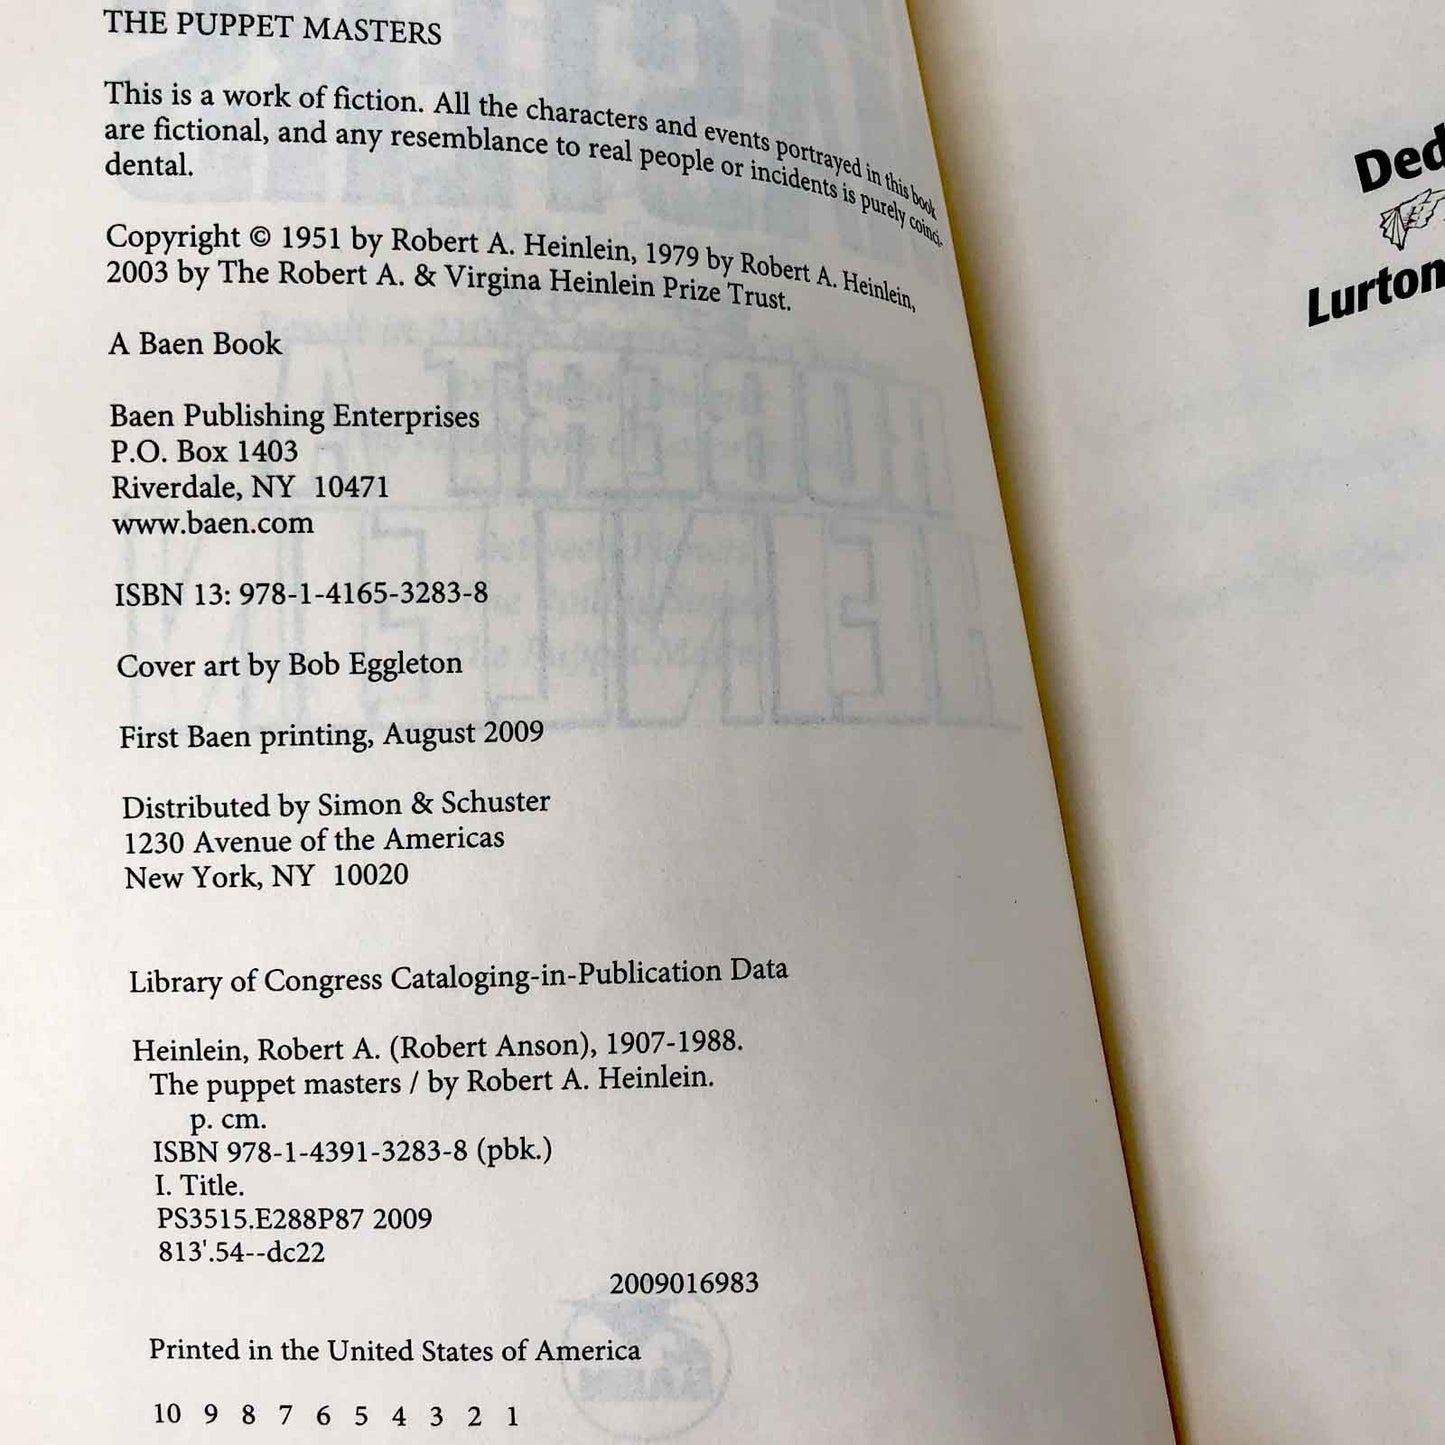 THE PUPPET MASTERS
This is a work of fiction. All the characters and events portrayed in this book
are fictional, and any resemblance to real people or incidents is purely coinci-
dental.
Copyright © 1951 by Robert A. Heinlein, 1979 by Robert A. Heinlein,
2003 by The Robert A. & Virgina Heinlein Prize Trust.
A Baen Book
Baen Publishing Enterprises
P.O. Box 1403
Riverdale, NY 10471
www.baen.com
ISBN 13: 978-1-4165-3283-8
Cover art by Bob Eggleton
First Baen printing, August 2009
Distributed by Simon & Schuster
1230 Avenue of the Americas
New York, NY 10020
Library of Congress Cataloging-in-Publication Data
Heinlein, Robert A. (Robert Anson), 1907-1988.
The puppet masters / by Robert A. Heinlein.
p. cm.
ISBN 978-1-4391-3283-8 (pbk.)
I. Title.
PS3515.E288P87 2009
813'.54--dc22
2009016983
Printed in the United States of America
10 9 8 7 6 5 4 3 2 1
Ded
Lurton